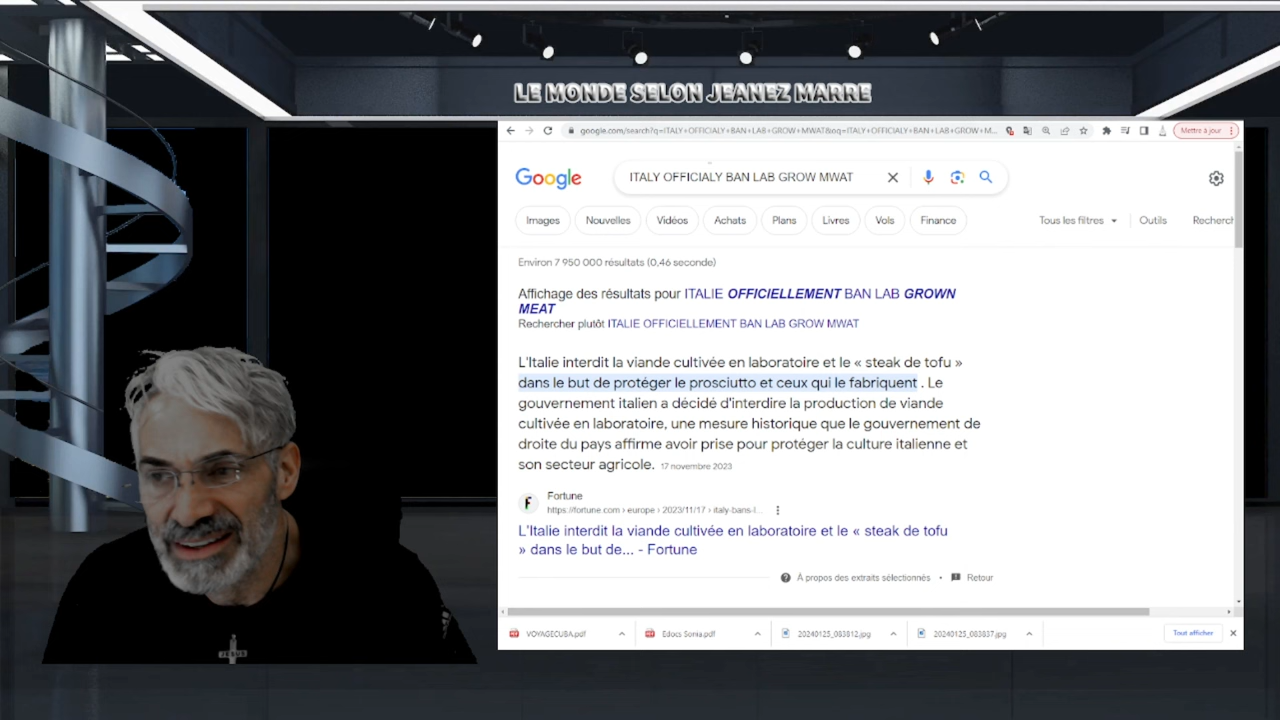 LE MONDE SELON JEANEZ MARRE
google.com/search?q=ITALY+OFFICIALY+BAN+LAB+GROW+MWAT&oq=ITALY+OFFICIALY+BAN+LAB+GROW+M...
Mettre à jour
Google
ITALY OFFICIALY BAN LAB GROW MWAT
Images Nouvelles Vidéos Achats Plans Livres Vols Finance Tous les filtres Outils Recherch
Environ 7 950 000 résultats (0,46 seconde)
Affichage des résultats pour ITALIE OFFICIELLEMENT BAN LAB GROWN
MEAT
Rechercher plutôt ITALIE OFFICIELLEMENT BAN LAB GROW MWAT
L'Italie interdit la viande cultivée en laboratoire et le « steak de tofu »
dans le but de protéger le prosciutto et ceux qui le fabriquent . Le
gouvernement italien a décidé d'interdire la production de viande
cultivée en laboratoire, une mesure historique que le gouvernement de
droite du pays affirme avoir prise pour protéger la culture italienne et
son secteur agricole. 17 novembre 2023
F
Fortune
https://fortune.com › europe › 2023/11/17 › italy-bans-l...
L'Italie interdit la viande cultivée en laboratoire et le « steak de tofu
» dans le but de... - Fortune
À propos des extraits sélectionnés • Retour
VOYAGECUBA.pdf Edocs Sonia.pdf 20240125_083812.jpg 20240125_083837.jpg Tout afficher
JESUS